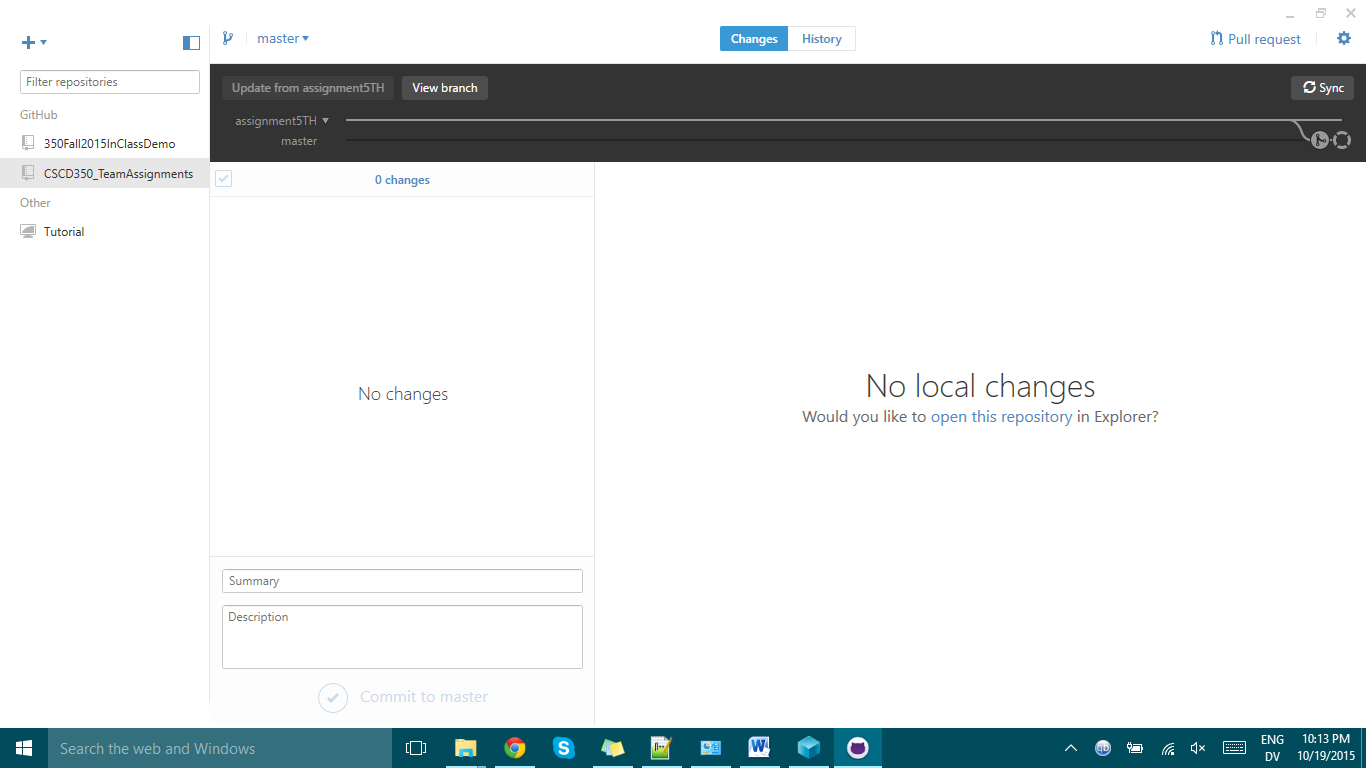 master
Changes
History
Pull request
Filter repositories
GitHub
350Fall2015InClassDemo
CSCD350_TeamAssignments
Other
Tutorial
Update from assignment5TH
View branch
Sync
assignment5TH
master
0 changes
No changes
No local changes
Would you like to open this repository in Explorer?
Summary
Description
Commit to master
Search the web and Windows
ENG
DV
10:13 PM
10/19/2015